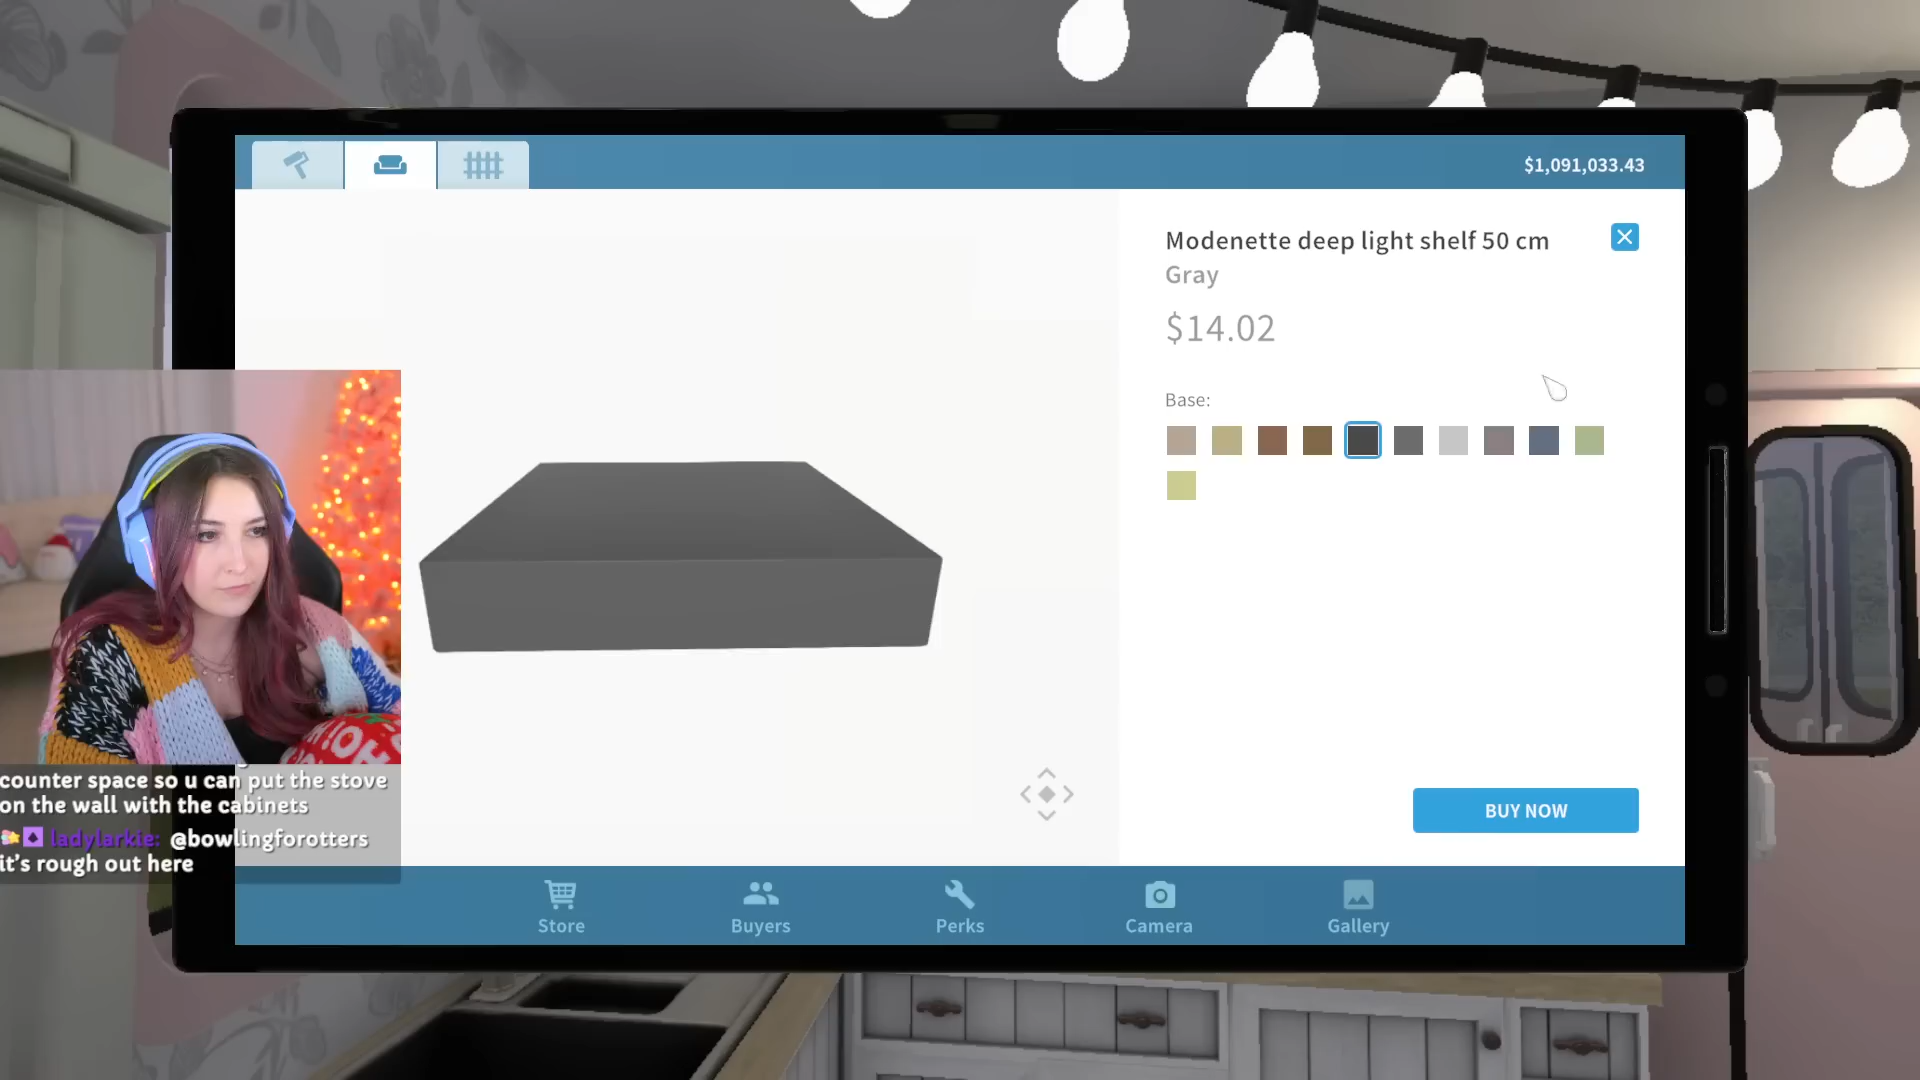 $1,091,033.43
Modenette deep light shelf 50 cm
Gray
$14.02
Base:
BUY NOW
counter space so u can put the stove
on the wall with the cabinets
ladylarkie: @bowlingforotters
it's rough out here
Store
Buyers
Perks
Camera
Gallery